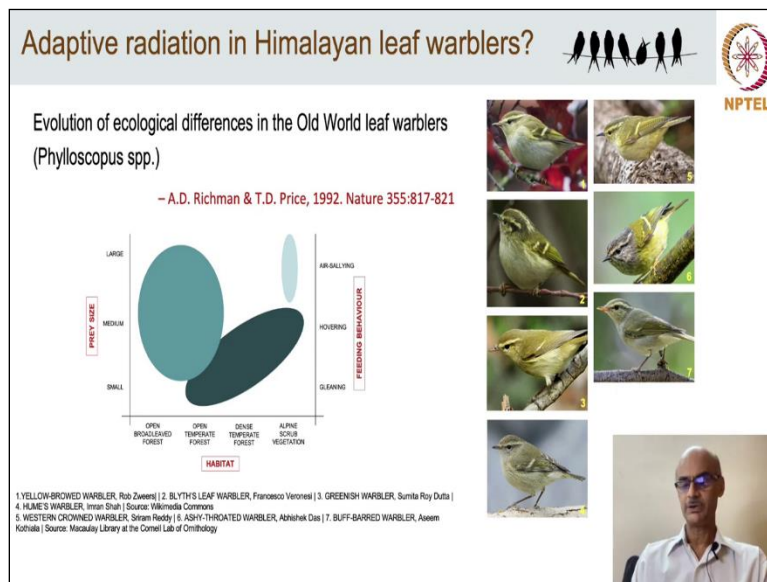 Adaptive radiation in Himalayan leaf warblers?
NPTEL
Evolution of ecological differences in the Old World leaf warblers
(Phylloscopus spp.)
– A.D. Richman & T.D. Price, 1992. Nature 355:817-821
LARGE
MEDIUM
SMALL
PREY SIZE
AIR-SALLYING
HOVERING
GLEANING
FEEDING BEHAVIOUR
OPEN BROADLEAVED FOREST
OPEN TEMPERATE FOREST
DENSE TEMPERATE FOREST
ALPINE SCRUB VEGETATION
HABITAT
2
3
5
6
7
1.YELLOW-BROWED WARBLER, Rob Zweers| | 2. BLYTH'S LEAF WARBLER, Francesco Veronesi | 3. GREENISH WARBLER, Sumita Roy Dutta |
4. HUME'S WARBLER, Imran Shah | Source: Wikimedia Commons
5. WESTERN CROWNED WARBLER, Sriram Reddy | 6. ASHY-THROATED WARBLER, Abhishek Das | 7. BUFF-BARRED WARBLER, Aseem
Kothiala | Source: Macaulay Library at the Cornell Lab of Ornithology